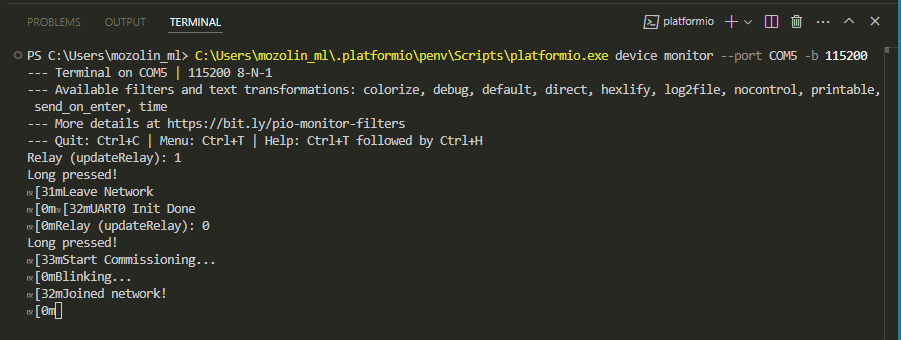 PROBLEMS OUTPUT TERMINAL platformio
PS C:\Users\mozolin_ml> C:\Users\mozolin_ml\.platformio\penv\Scripts\platformio.exe device monitor --port COM5 -b 115200
--- Terminal on COM5 | 115200 8-N-1
--- Available filters and text transformations: colorize, debug, default, direct, hexlify, log2file, nocontrol, printable,
send_on_enter, time
--- More details at https://bit.ly/pio-monitor-filters
--- Quit: Ctrl+C | Menu: Ctrl+T | Help: Ctrl+T followed by Ctrl+H
Relay (updateRelay): 1
Long pressed!
␛[31mLeave Network
␛[0m␛[32mUART0 Init Done
␛[0mRelay (updateRelay): 0
Long pressed!
␛[33mStart Commissioning...
␛[0mBlinking...
␛[32mJoined network!
␛[0m